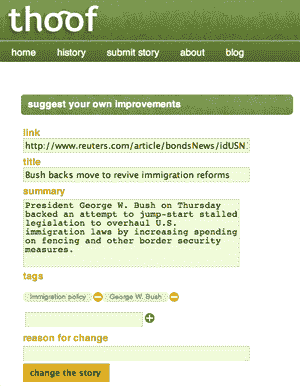 thoof
home history submit story about blog
suggest your own improvements
link
http://www.reuters.com/article/bondsNews/idUSN
title
Bush backs move to revive immigration reforms
summary
President George W. Bush on Thursday
backed an attempt to jump-start stalled
legislation to overhaul U.S.
immigration laws by increasing spending
on fencing and other border security
measures.
tags
Immigration policy George W. Bush
reason for change
change the story